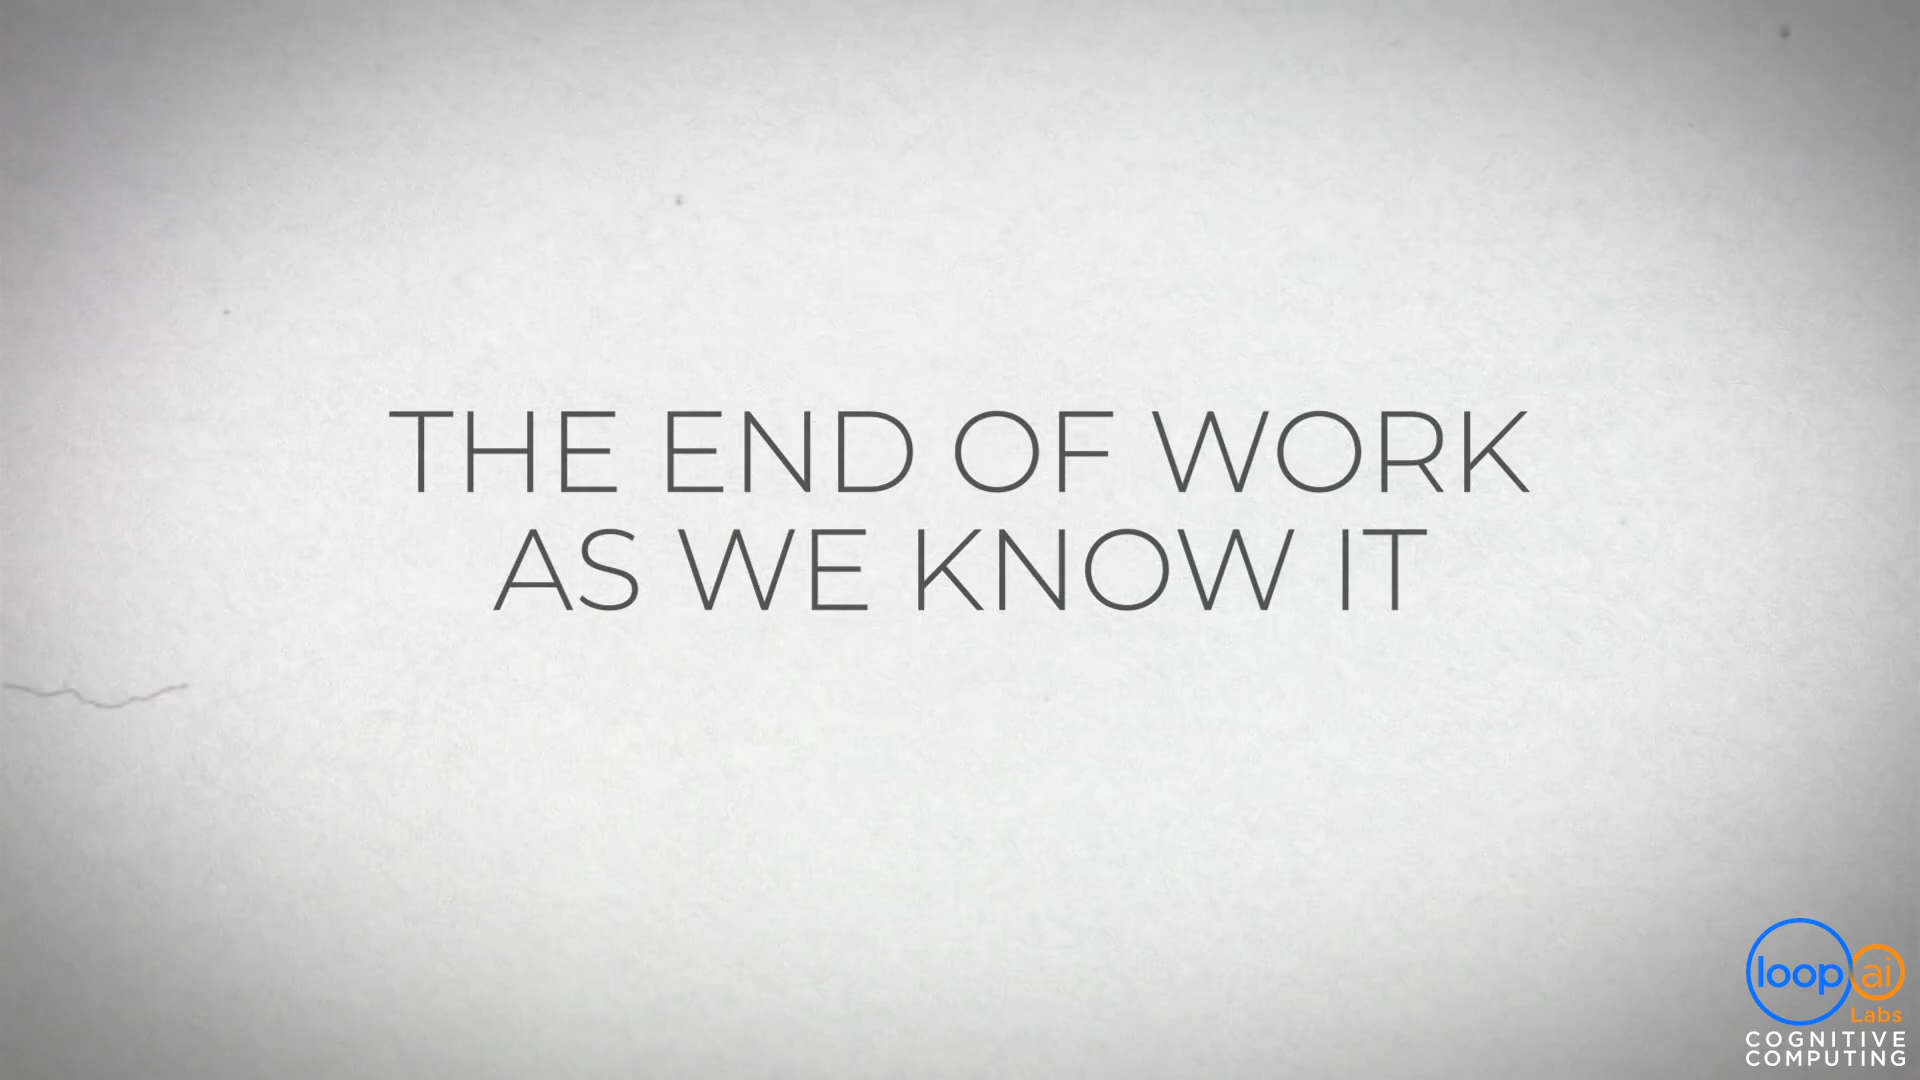 THE END OF WORK
AS WE KNOW IT
loop ai
Labs
COGNITIVE
COMPUTING